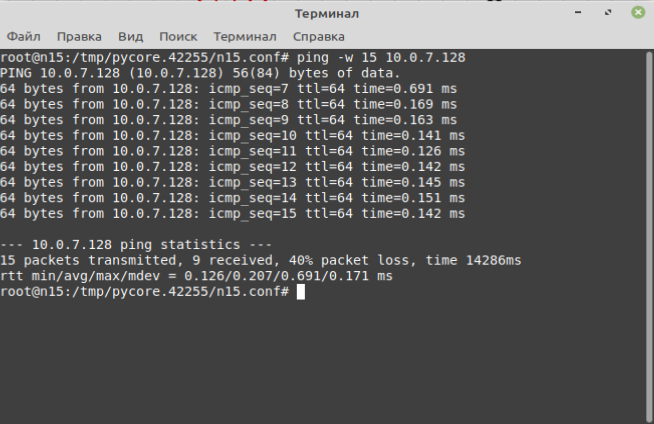 Терминал
Файл Правка Вид Поиск Терминал Справка
root@n15:/tmp/pycore.42255/n15.conf# ping -w 15 10.0.7.128
PING 10.0.7.128 (10.0.7.128) 56(84) bytes of data.
64 bytes from 10.0.7.128: icmp_seq=7 ttl=64 time=0.691 ms
64 bytes from 10.0.7.128: icmp_seq=8 ttl=64 time=0.169 ms
64 bytes from 10.0.7.128: icmp_seq=9 ttl=64 time=0.163 ms
64 bytes from 10.0.7.128: icmp_seq=10 ttl=64 time=0.141 ms
64 bytes from 10.0.7.128: icmp_seq=11 ttl=64 time=0.126 ms
64 bytes from 10.0.7.128: icmp_seq=12 ttl=64 time=0.142 ms
64 bytes from 10.0.7.128: icmp_seq=13 ttl=64 time=0.145 ms
64 bytes from 10.0.7.128: icmp_seq=14 ttl=64 time=0.151 ms
64 bytes from 10.0.7.128: icmp_seq=15 ttl=64 time=0.142 ms
--- 10.0.7.128 ping statistics ---
15 packets transmitted, 9 received, 40% packet loss, time 14286ms
rtt min/avg/max/mdev = 0.126/0.207/0.691/0.171 ms
root@n15:/tmp/pycore.42255/n15.conf#